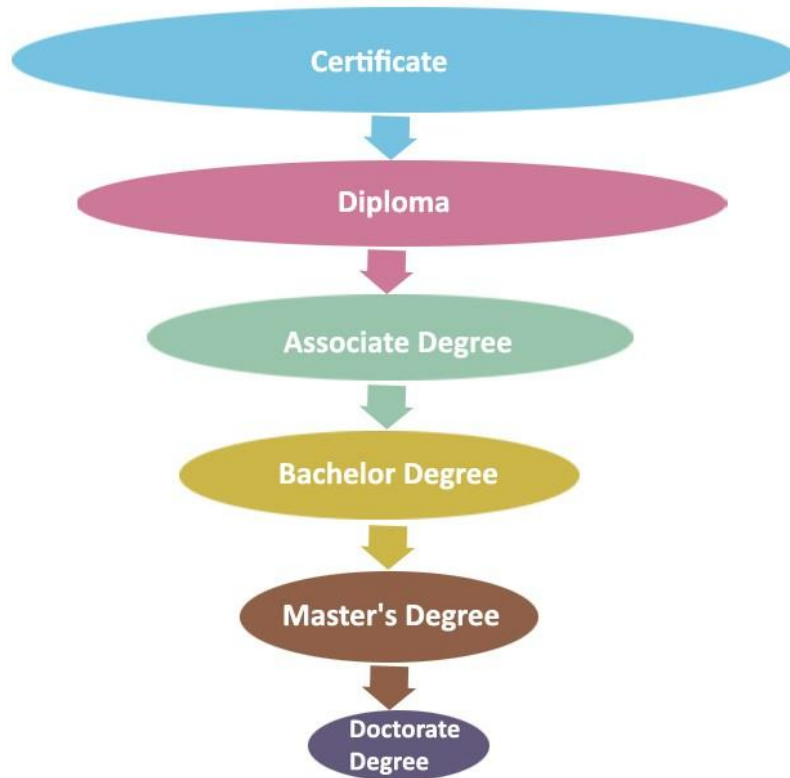 Certificate
Diploma
Associate Degree
Bachelor Degree
Master's Degree
Doctorate
Degree